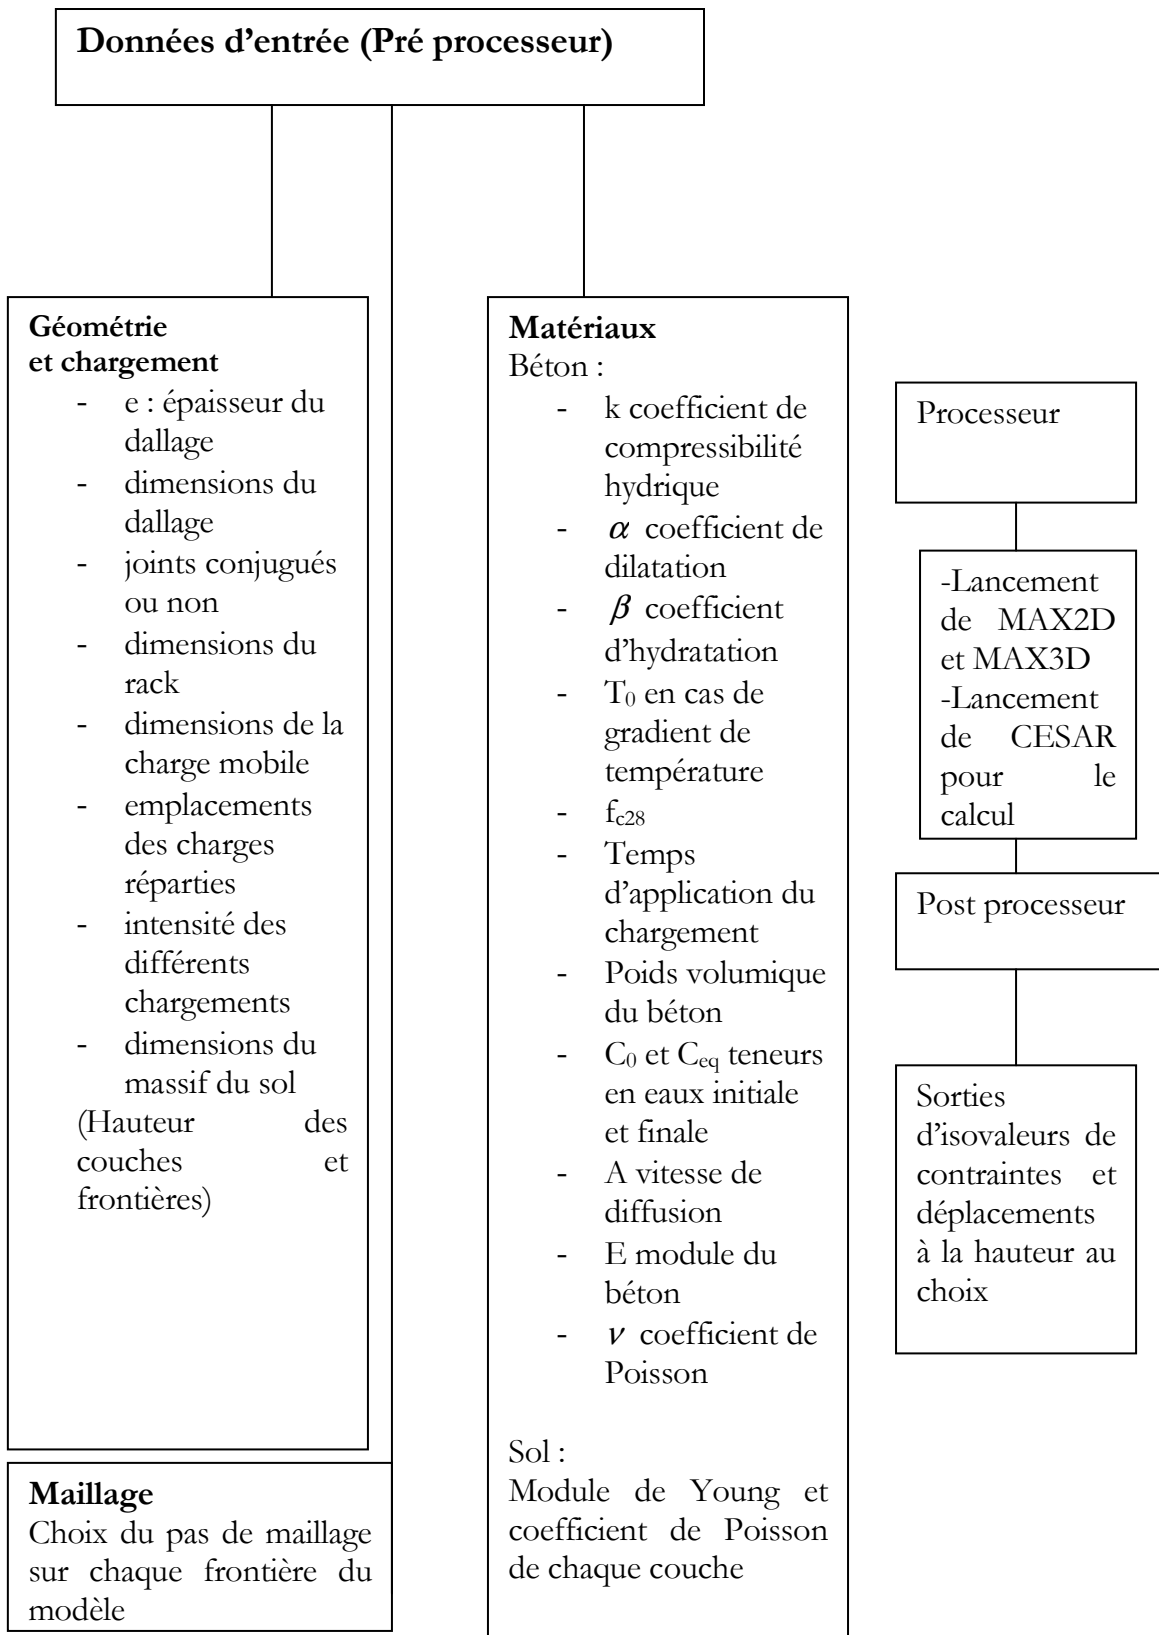 Données d’entrée (Pré processeur)
Géométrie
et chargement
- e : épaisseur du
dallage
- dimensions du
dallage
- joints conjugués
ou non
- dimensions du
rack
- dimensions de la
charge mobile
- emplacements
des charges
réparties
- intensité des
différents
chargements
- dimensions du
massif du sol
(Hauteur des
couches et
frontières)
Maillage
Choix du pas de maillage
sur chaque frontière du
modèle
Matériaux
Béton :
- k coefficient de
compressibilité
hydrique
- α coefficient de
dilatation
- β coefficient
d’hydratation
- T₀ en cas de
gradient de
température
- fc28
- Temps
d’application du
chargement
- Poids volumique
du béton
- C₀ et Ceq teneurs
en eaux initiale
et finale
- A vitesse de
diffusion
- E module du
béton
- ν coefficient de
Poisson
Sol :
Module de Young et
coefficient de Poisson
de chaque couche
Processeur
-Lancement
de MAX2D
et MAX3D
-Lancement
de CESAR
pour le
calcul
Post processeur
Sorties
d’isovaleurs de
contraintes et
déplacements
à la hauteur au
choix